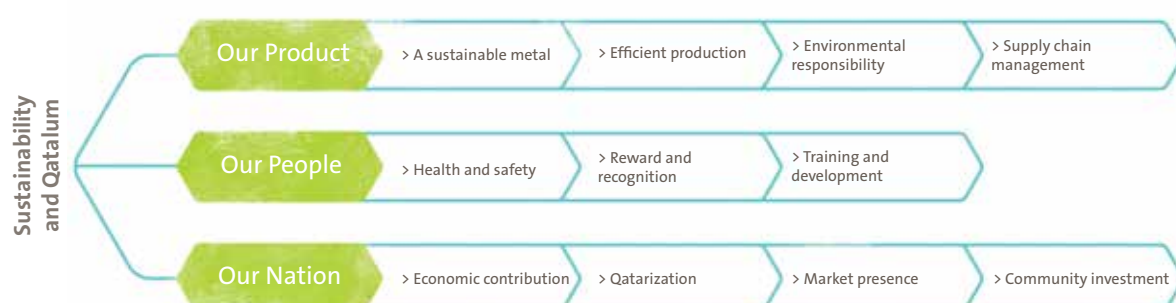 Sustainability
and Qatalum
Our Product
> A sustainable metal
> Efficient production
> Environmental
responsibility
> Supply chain
management
Our People
> Health and safety
> Reward and
recognition
> Training and
development
Our Nation
> Economic contribution
> Qatarization
> Market presence
> Community investment